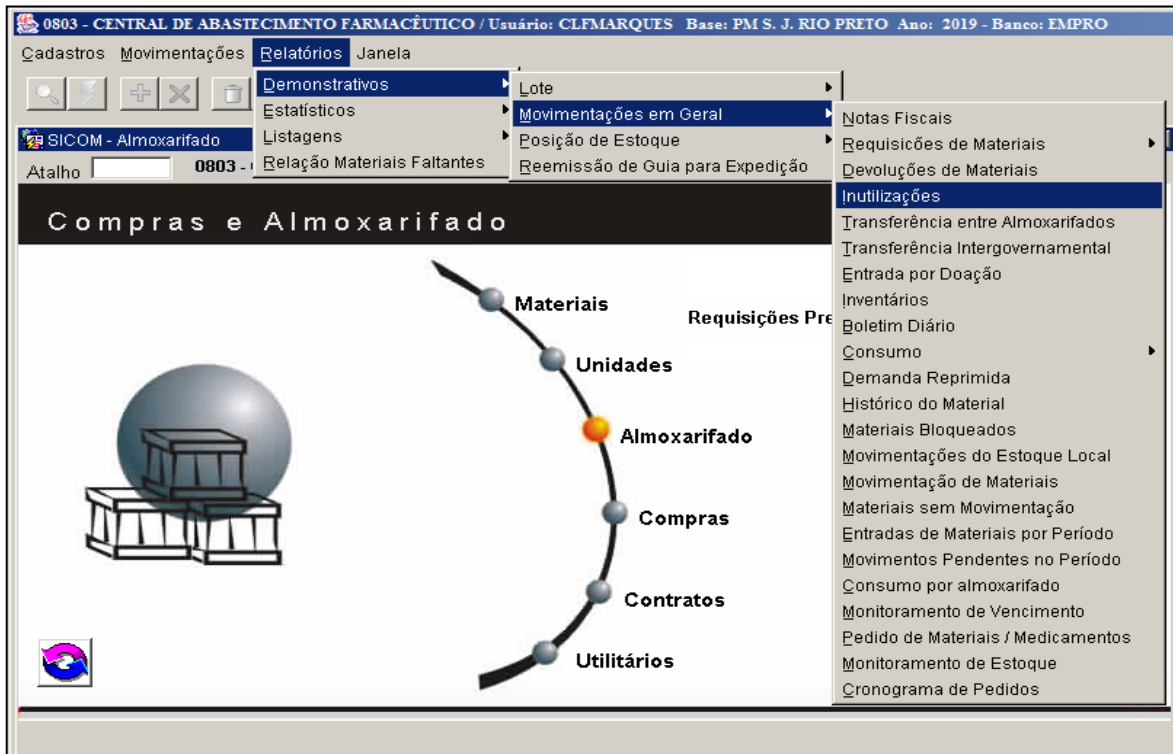 0803 - CENTRAL DE ABASTECIMENTO FARMACÊUTICO / Usuário: CLFMARQUES Base: PM S. J. RIO PRETO Ano: 2019 - Banco: EMPRO
Cadastros Movimentações Relatórios Janela
Demonstrativos
Estatísticos
Listagens
Relação Materiais Faltantes
Lote
Movimentações em Geral
Posição de Estoque
Reemissão de Guia para Expedição
Notas Fiscais
Requisicões de Materiais
Devoluções de Materiais
Inutilizações
Transferência entre Almoxarifados
Transferência Intergovernamental
Entrada por Doação
Inventários
Boletim Diário
Consumo
Demanda Reprimida
Histórico do Material
Materiais Bloqueados
Movimentações do Estoque Local
Movimentação de Materiais
Materiais sem Movimentação
Entradas de Materiais por Período
Movimentos Pendentes no Período
Consumo por almoxarifado
Monitoramento de Vencimento
Pedido de Materiais / Medicamentos
Monitoramento de Estoque
Cronograma de Pedidos
SICOM - Almoxarifado
Atalho 0803 -
Compras e Almoxarifado
Materiais
Requisições Pre
Unidades
Almoxarifado
Compras
Contratos
Utilitários